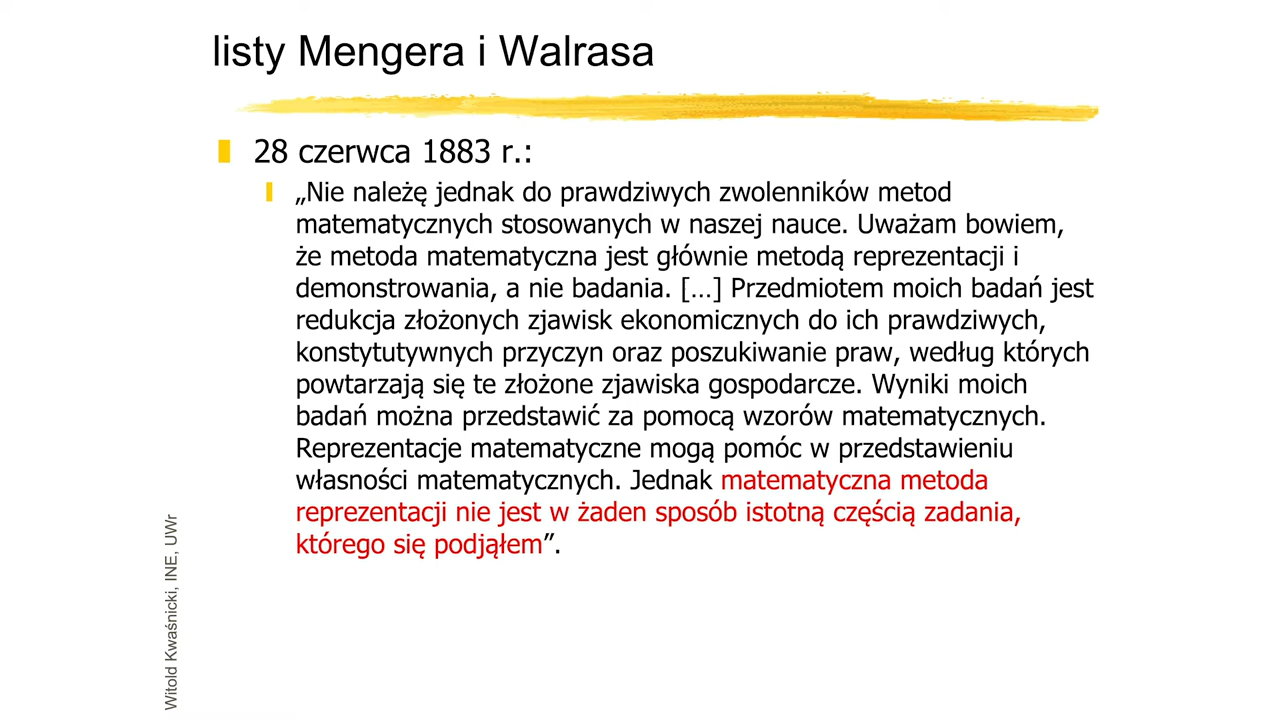 listy Mengera i Walrasa
28 czerwca 1883 r.:
„Nie należę jednak do prawdziwych zwolenników metod
matematycznych stosowanych w naszej nauce. Uważam bowiem,
że metoda matematyczna jest głównie metodą reprezentacji i
demonstrowania, a nie badania. […] Przedmiotem moich badań jest
redukcja złożonych zjawisk ekonomicznych do ich prawdziwych,
konstytutywnych przyczyn oraz poszukiwanie praw, według których
powtarzają się te złożone zjawiska gospodarcze. Wyniki moich
badań można przedstawić za pomocą wzorów matematycznych.
Reprezentacje matematyczne mogą pomóc w przedstawieniu
własności matematycznych. Jednak matematyczna metoda
reprezentacji nie jest w żaden sposób istotną częścią zadania,
którego się podjąłem”.
Witold Kwaśnicki, INE, UWr